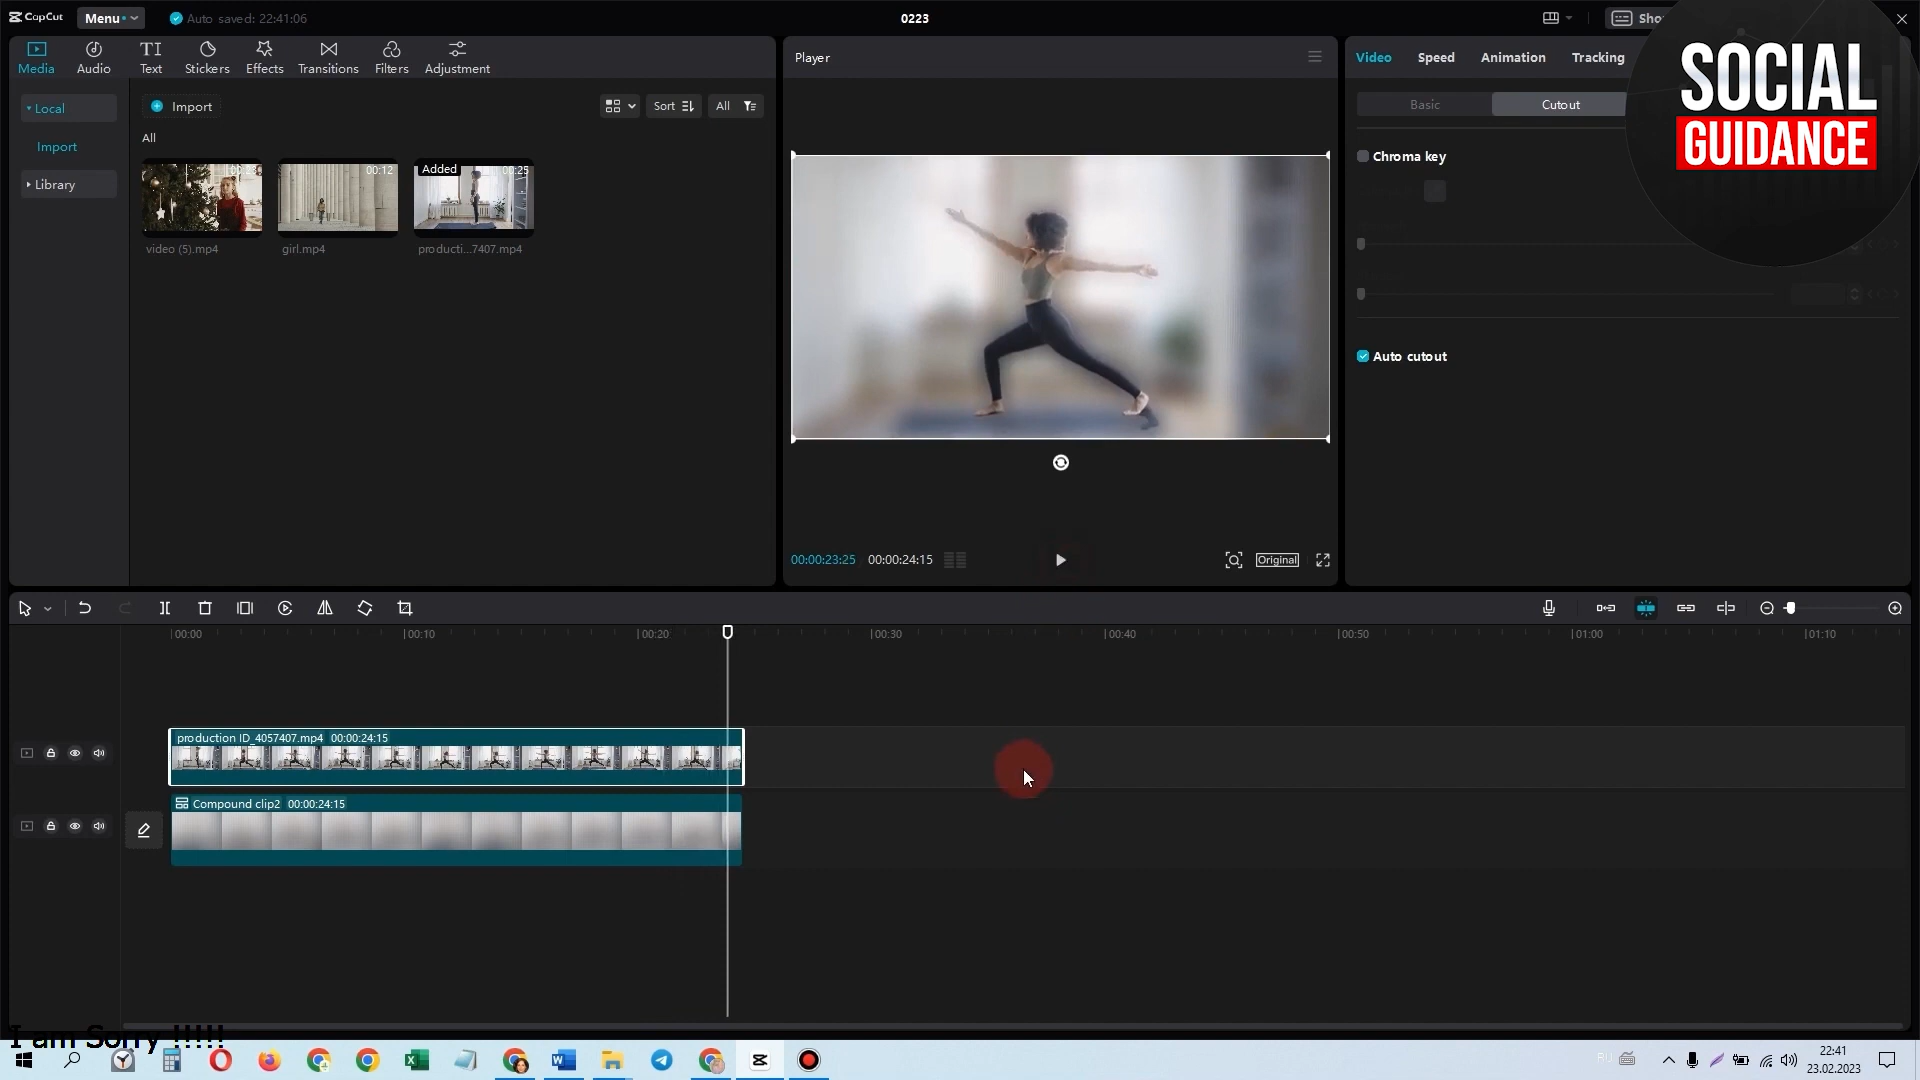 CapCut
Menu
Auto saved: 22:41:06
0223
Media
Audio
TI
Text
Stickers
Effects
Transitions
Filters
Adjustment
Local
Import
Library
Import
Sort
All
All
00:12
Added
00:25
video (5).mp4
girl.mp4
producti...7407.mp4
Player
00:00:23:25
00:00:24:15
Original
Video
Speed
Animation
Tracking
Basic
Cutout
Chroma key
Auto cutout
SOCIAL
GUIDANCE
00:00
00:10
00:20
00:30
00:40
00:50
01:00
01:10
production ID_4057407.mp4 00:00:24:15
Compound clip2 00:00:24:15
I am Sorry !!!!!
22:41
23.02.2023